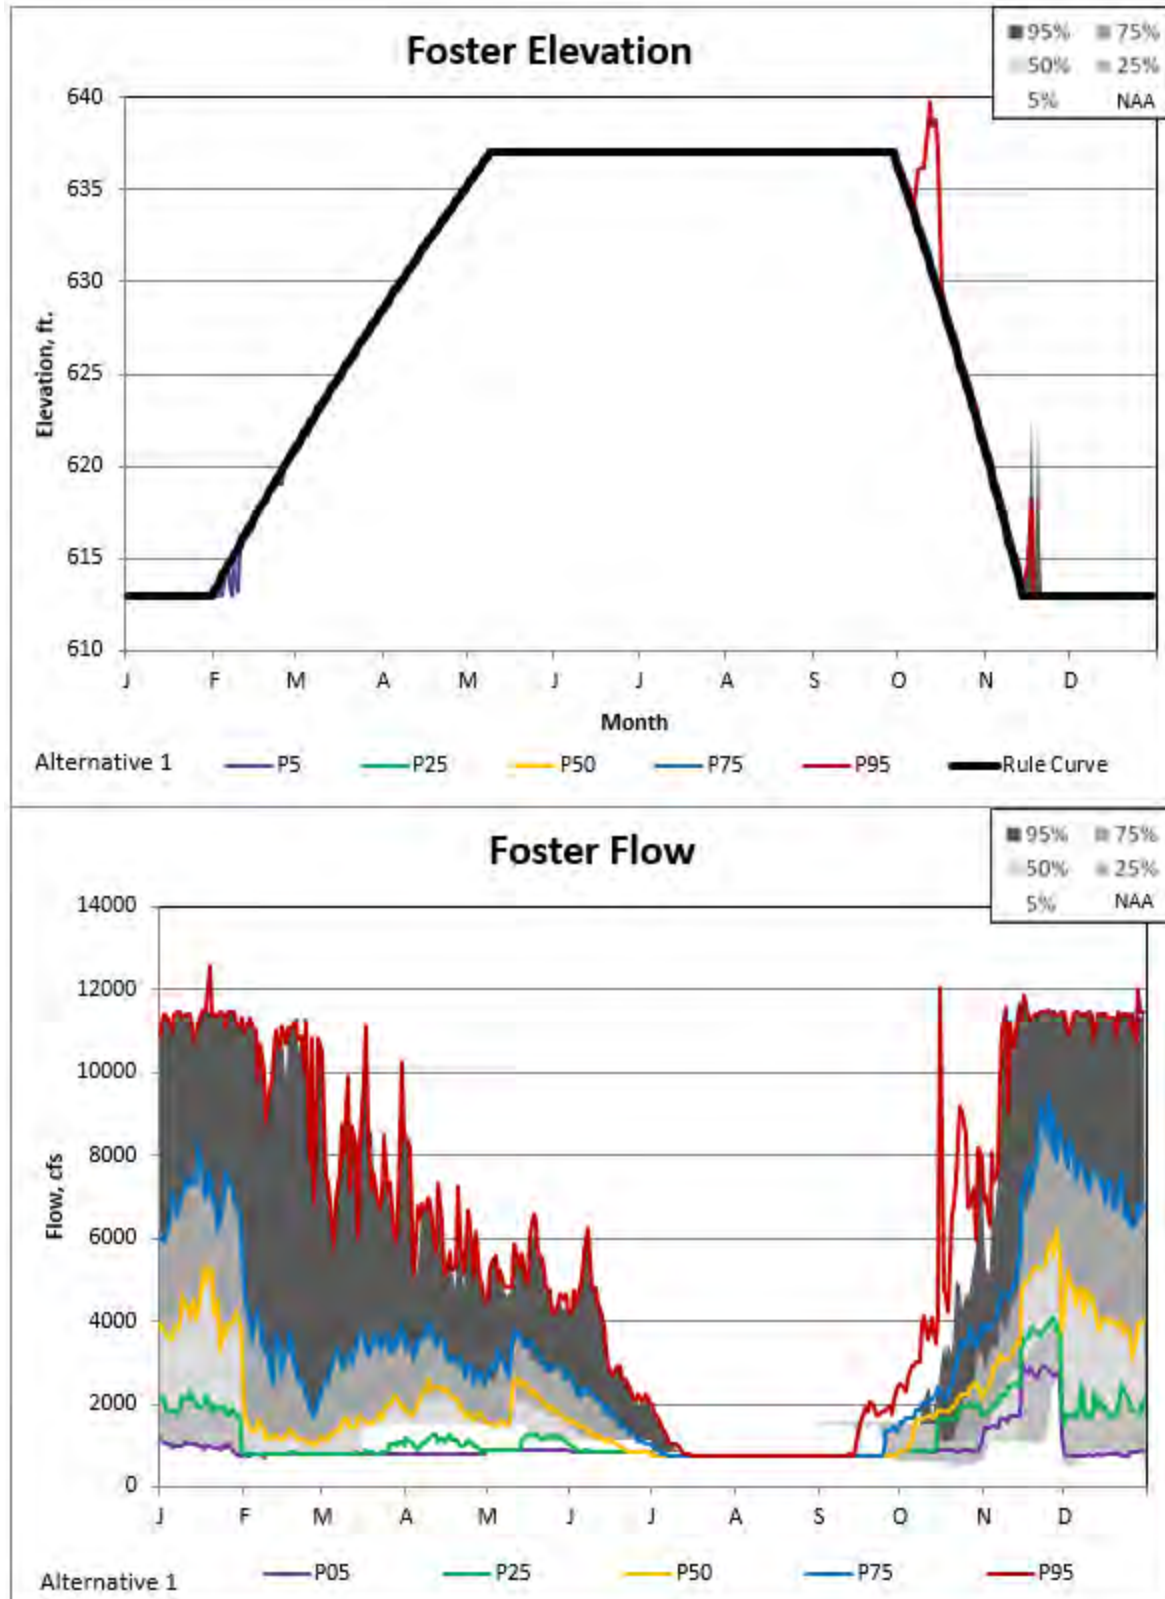 Foster Elevation
95% 75%
50% 25%
5% NAA
640
635
630
625
620
615
610
Elevation, ft.
J F M A M J J A S O N D
Month
Alternative 1 P5 P25 P50 P75 P95 Rule Curve
Foster Flow
95% 75%
50% 25%
5% NAA
14000
12000
10000
8000
6000
4000
2000
0
Flow, cfs
J F M A M J J A S O N D
Alternative 1 P05 P25 P50 P75 P95